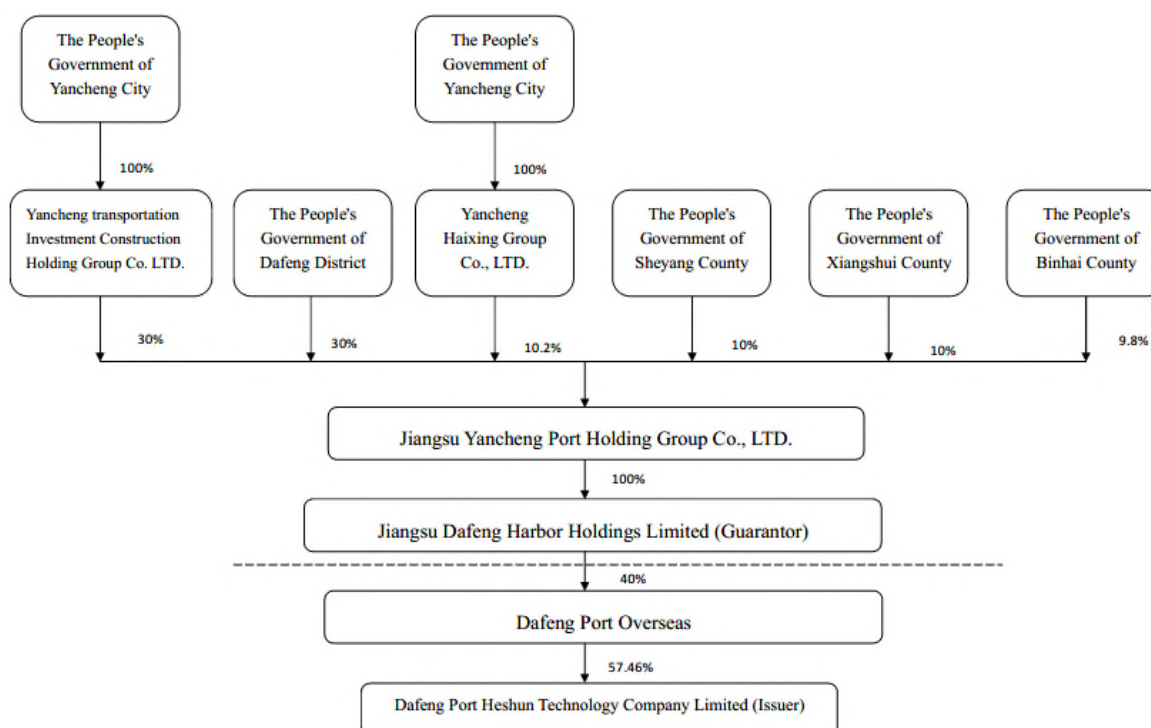 The People's
Government of
Yancheng City
The People's
Government of
Yancheng City
100%
100%
Yancheng transportation
Investment Construction
Holding Group Co. LTD.
The People's
Government of
Dafeng District
Yancheng
Haixing Group
Co., LTD.
The People's
Government of
Sheyang County
The People's
Government of
Xiangshui County
The People's
Government of
Binhai County
30%
30%
10.2%
10%
10%
9.8%
Jiangsu Yancheng Port Holding Group Co., LTD.
100%
Jiangsu Dafeng Harbor Holdings Limited (Guarantor)
40%
Dafeng Port Overseas
57.46%
Dafeng Port Heshun Technology Company Limited (Issuer)